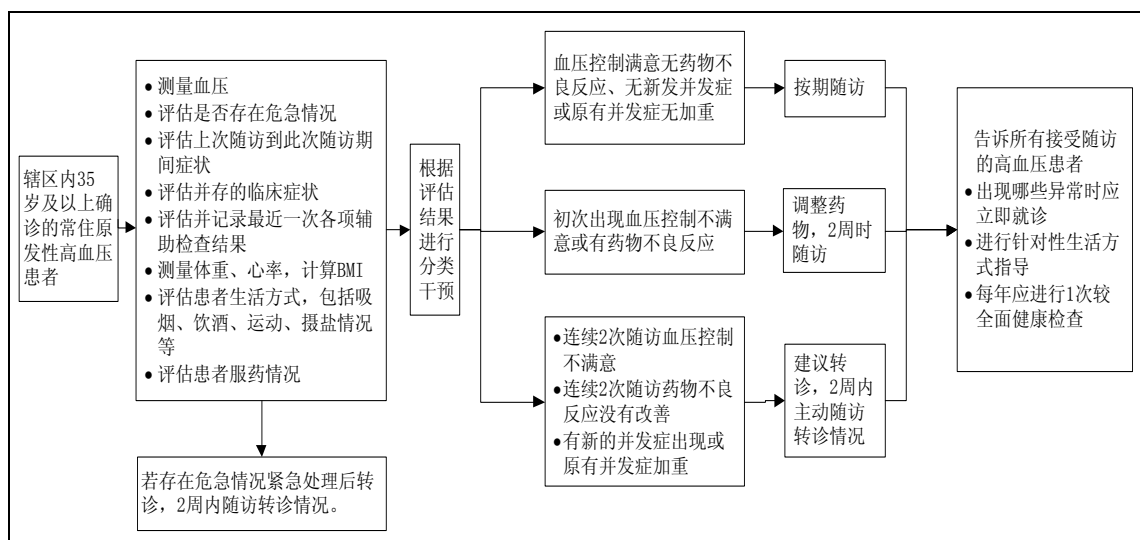 辖区内35
岁及以上确
诊的常住原
发性高血压
患者
●测量血压
●评估是否存在危急情况
●评估上次随访到此次随访期
间症状
●评估并存的临床症状
●评估并记录最近一次各项辅
助检查结果
●测量体重、心率，计算BMI
●评估患者生活方式，包括吸
烟、饮酒、运动、摄盐情况
等
●评估患者服药情况
若存在危急情况紧急处理后转
诊，2周内随访转诊情况。
根据
评估
结果
进行
分类
干预
血压控制满意无药物不
良反应、无新发并发症
或原有并发症无加重
按期随访
初次出现血压控制不满
意或有药物不良反应
调整药
物，2周时
随访
●连续2次随访血压控制
不满意
●连续2次随访药物不良
反应没有改善
●有新的并发症出现或
原有并发症加重
建议转
诊，2周内
主动随访
转诊情况
告诉所有接受随访
的高血压患者
●出现哪些异常时应
立即就诊
●进行针对性生活方
式指导
●每年应进行1次较
全面健康检查